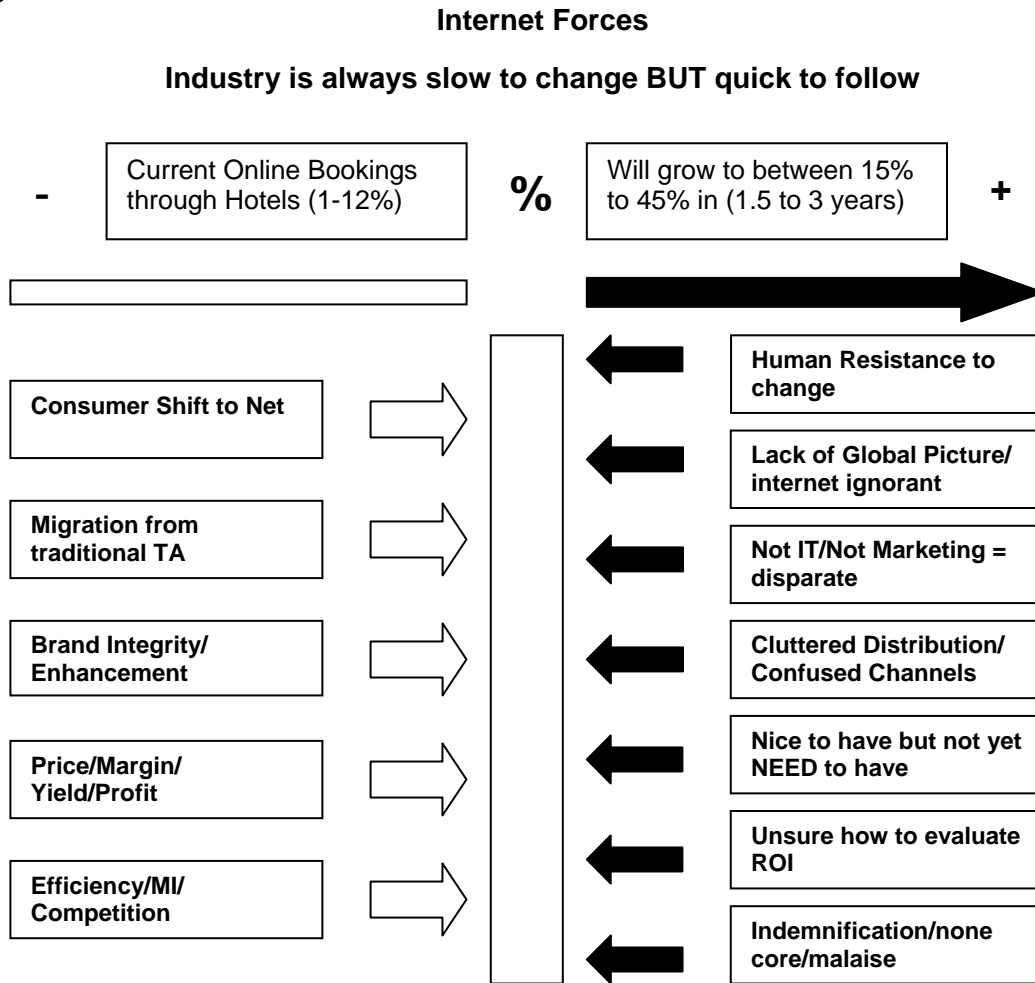 Internet Forces
Industry is always slow to change BUT quick to follow
-
Current Online Bookings
through Hotels (1-12%)
%
Will grow to between 15%
to 45% in (1.5 to 3 years)
+
Consumer Shift to Net
Migration from
traditional TA
Brand Integrity/
Enhancement
Price/Margin/
Yield/Profit
Efficiency/MI/
Competition
Human Resistance to
change
Lack of Global Picture/
internet ignorant
Not IT/Not Marketing =
disparate
Cluttered Distribution/
Confused Channels
Nice to have but not yet
NEED to have
Unsure how to evaluate
ROI
Indemnification/none
core/malaise